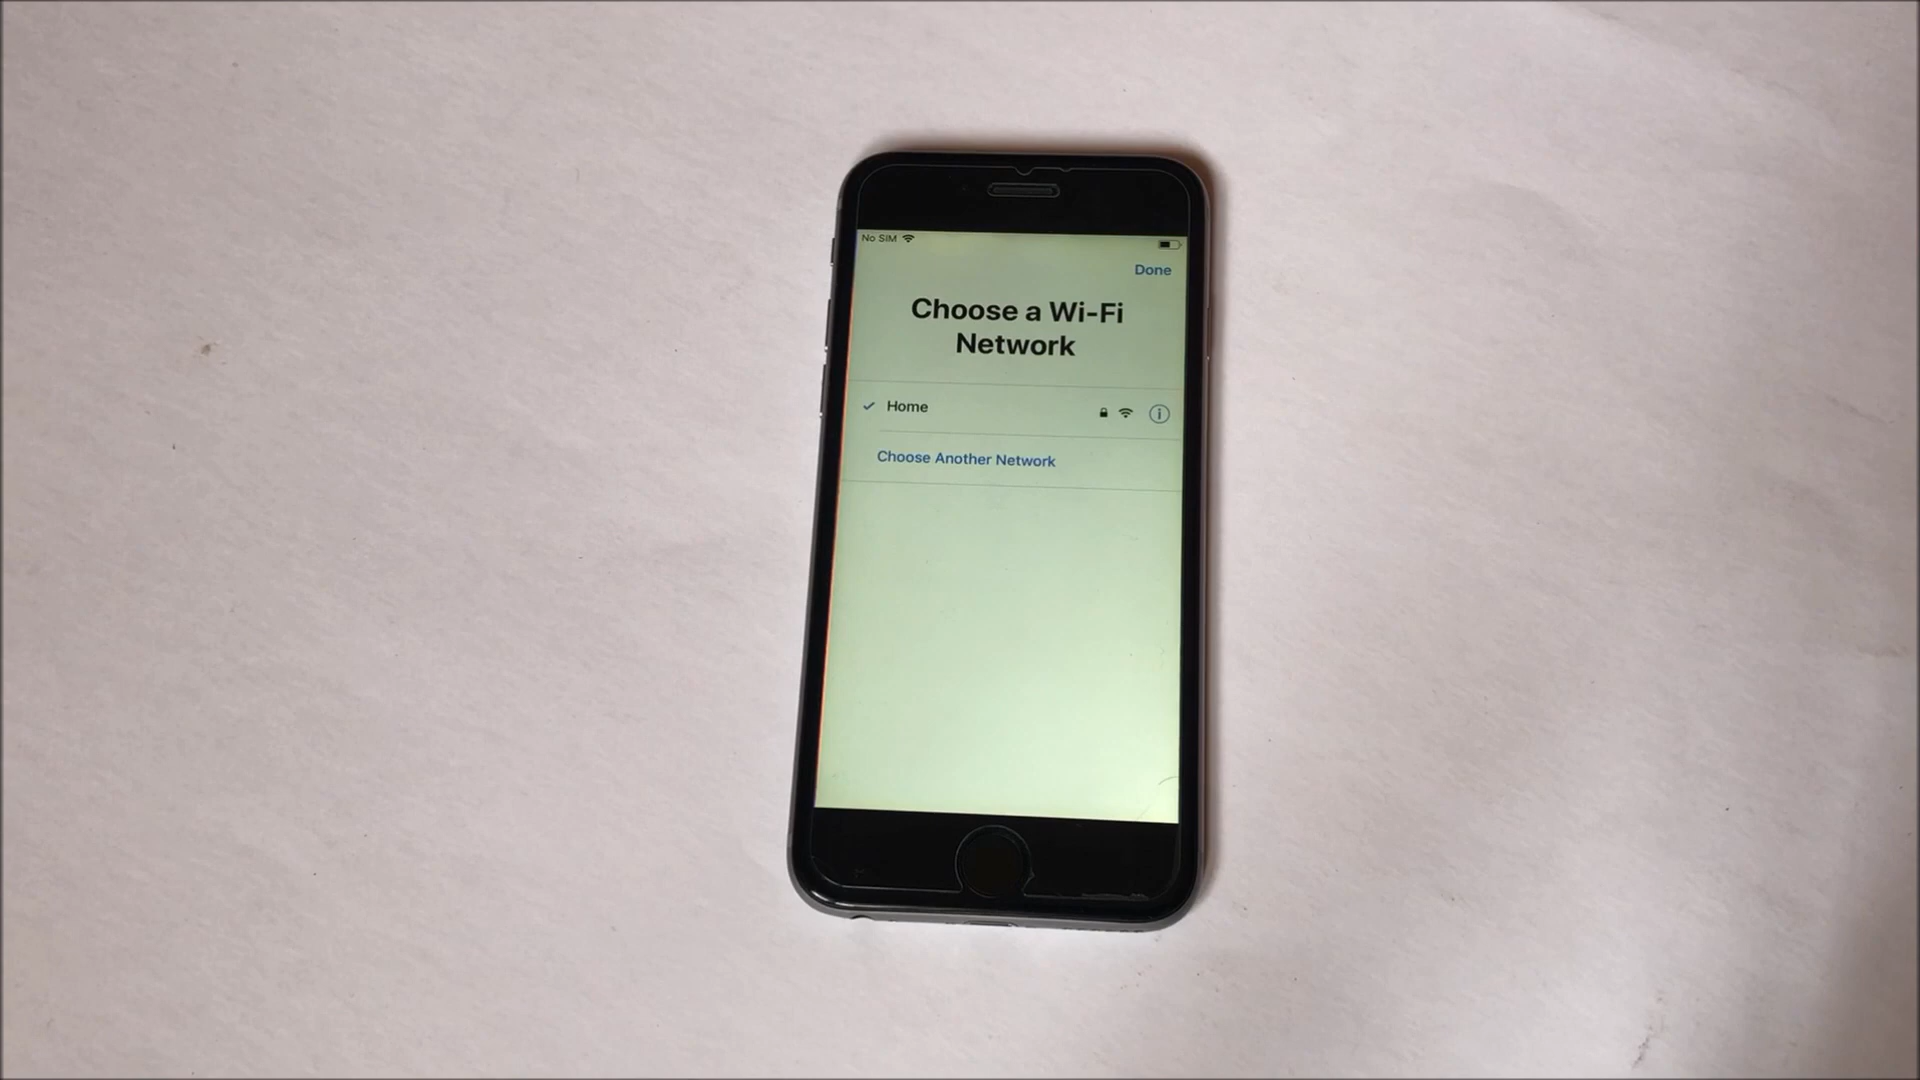 No SIM
Done
Choose a Wi-Fi
Network
Home
Choose Another Network